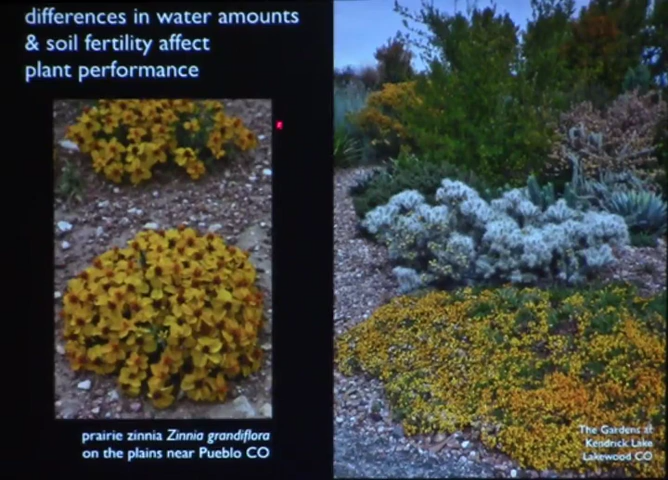 differences in water amounts
& soil fertility affect
plant performance
prairie zinnia Zinnia grandiflora
on the plains near Pueblo CO
The Gardens at
Kendrick Lake
Lakewood CO